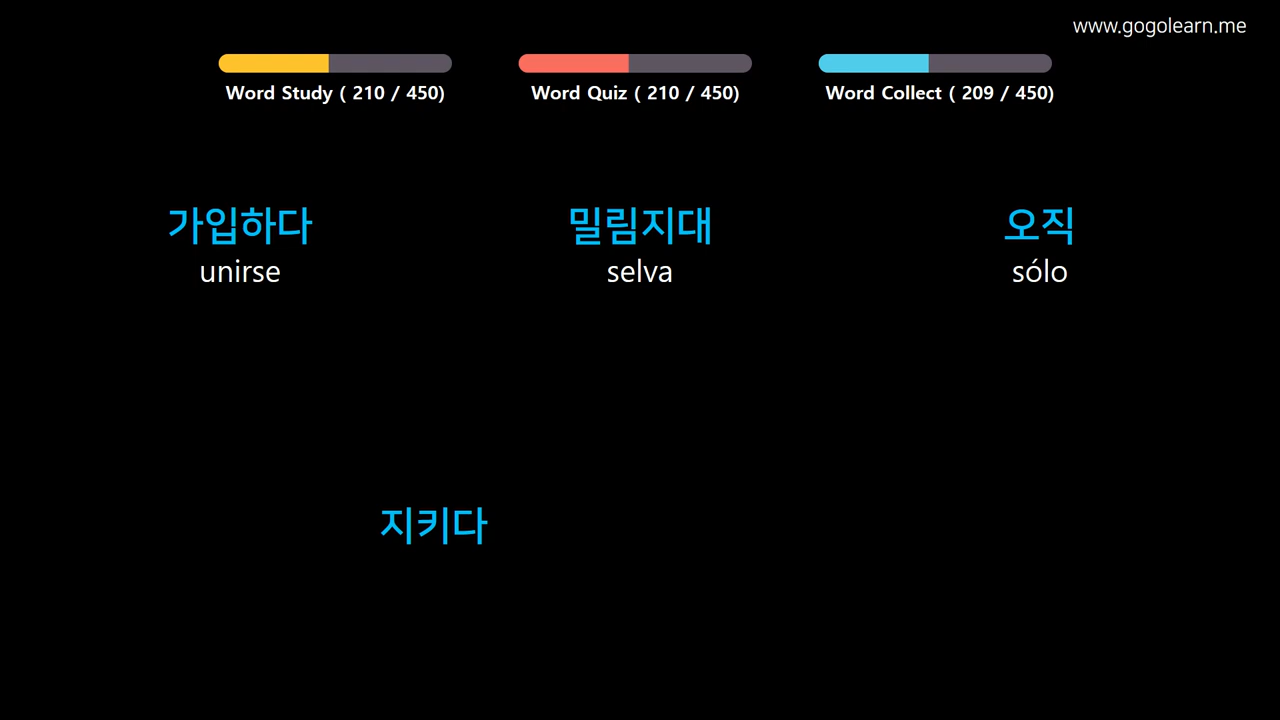 www.gogolearn.me
Word Study ( 210 / 450)
Word Quiz ( 210 / 450)
Word Collect ( 209 / 450)
가입하다
unirse
밀림지대
selva
오직
sólo
지키다